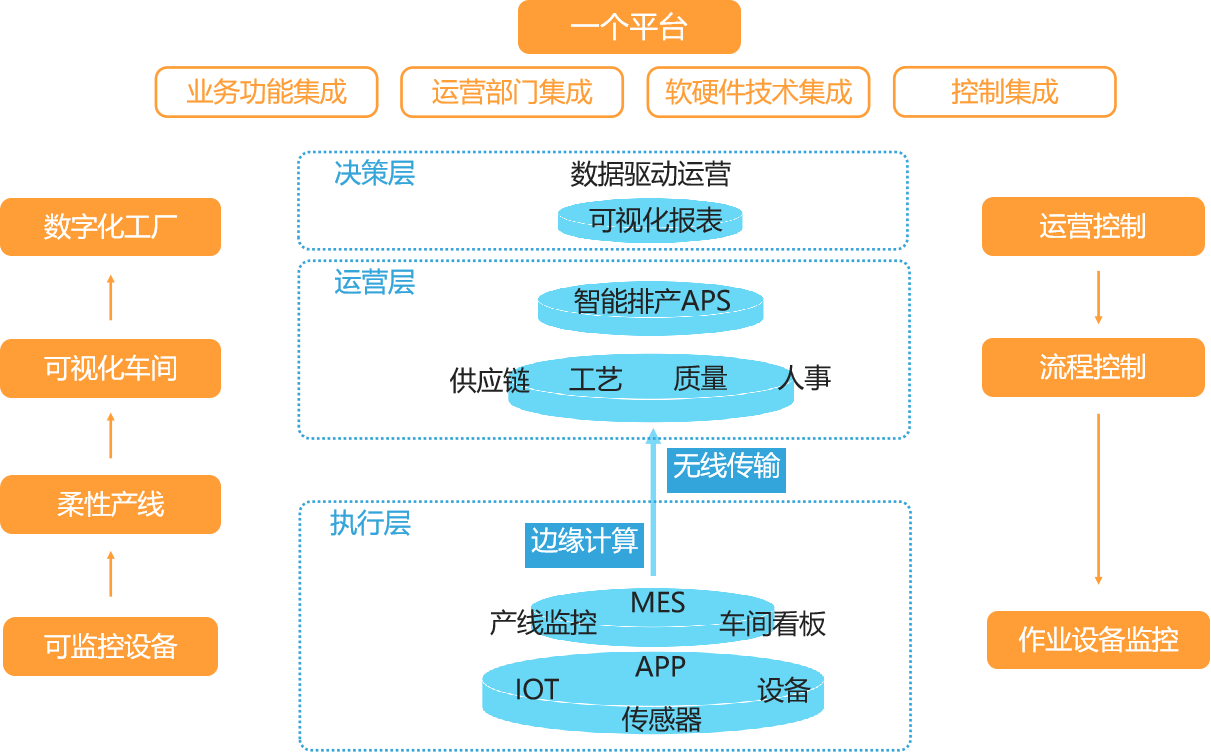 一个平台
业务功能集成
运营部门集成
软硬件技术集成
控制集成
决策层
数据驱动运营
可视化报表
数字化工厂
运营控制
运营层
智能排产APS
可视化车间
供应链
工艺
质量
人事
流程控制
无线传输
柔性产线
执行层
边缘计算
MES
产线监控
车间看板
可监控设备
作业设备监控
APP
IOT
设备
传感器